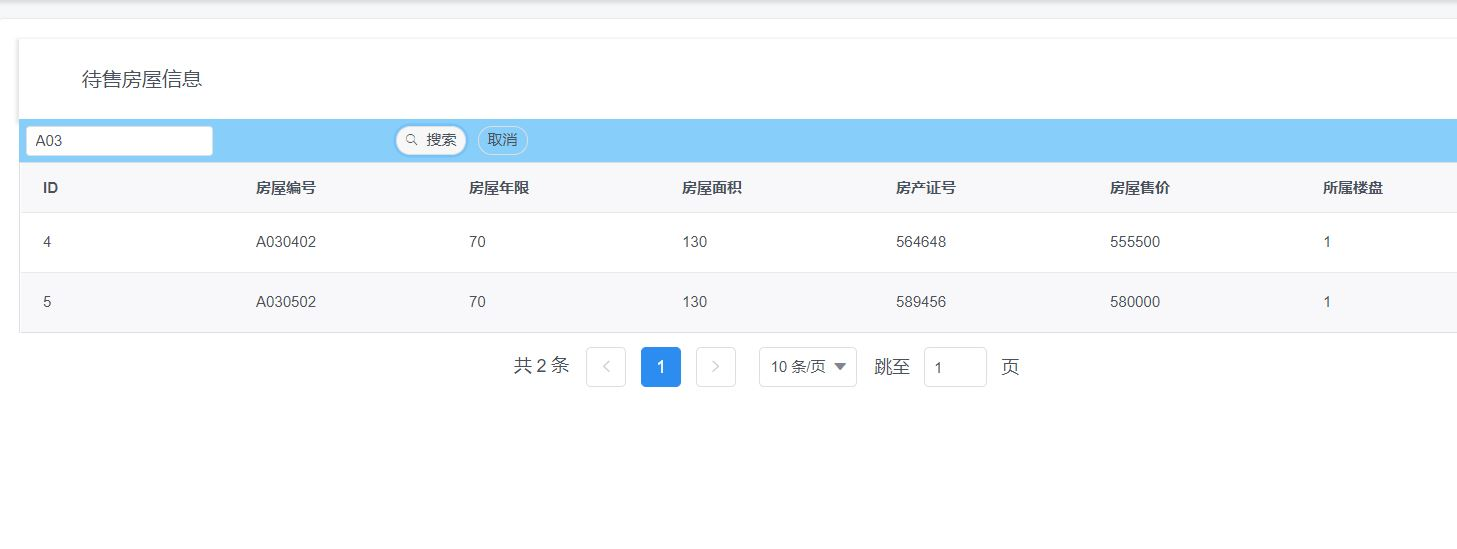 待售房屋信息
A03 搜索 取消
ID 房屋编号 房屋年限 房屋面积 房产证号 房屋售价 所属楼盘
4 A030402 70 130 564648 555500 1
5 A030502 70 130 589456 580000 1
共 2 条 1 10 条/页 跳至 1 页